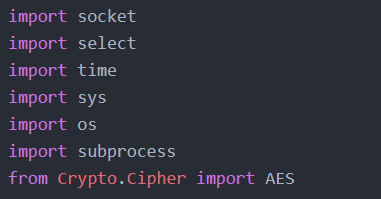 import socket
import select
import time
import sys
import os
import subprocess
from Crypto.Cipher import AES